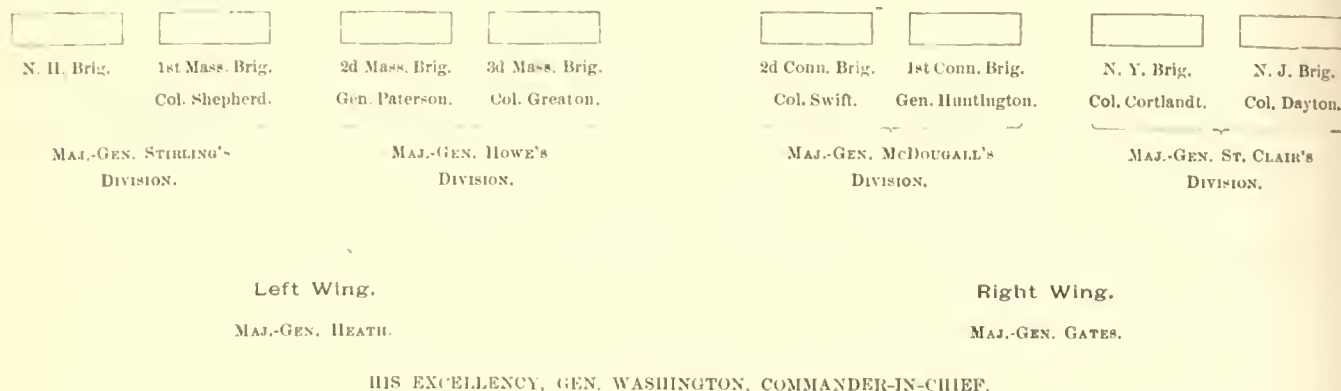 N. H. Brig. 1st Mass. Brig. 2d Mass. Brig. 3d Mass. Brig. 2d Conn. Brig. 1st Conn. Brig. N. Y. Brig. N. J. Brig.
Col. Shepherd. Gen. Paterson. Col. Greaton. Col. Swift. Gen. Huntington. Col. Cortlandt. Col. Dayton.
MAJ.-GEN. STIRLING'S MAJ.-GEN. HOWE'S MAJ.-GEN. MCDOUGALL'S MAJ.-GEN. ST. CLAIR'S
DIVISION. DIVISION. DIVISION. DIVISION.
Left Wing. Right Wing.
MAJ.-GEN. HEATH. MAJ.-GEN. GATES.
HIS EXCELLENCY, GEN. WASHINGTON, COMMANDER-IN-CHIEF.